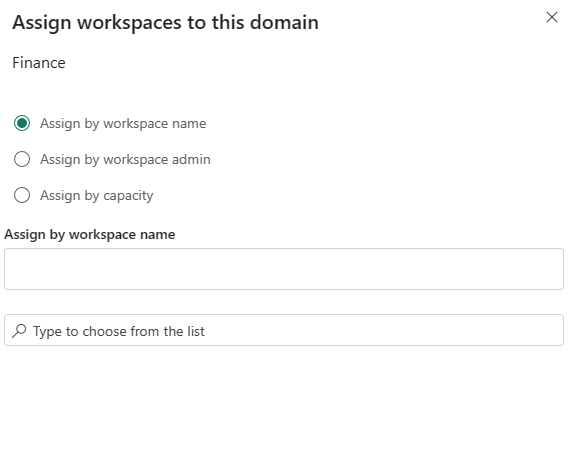 Assign workspaces to this domain
Finance
Assign by workspace name
Assign by workspace admin
Assign by capacity
Assign by workspace name
Type to choose from the list